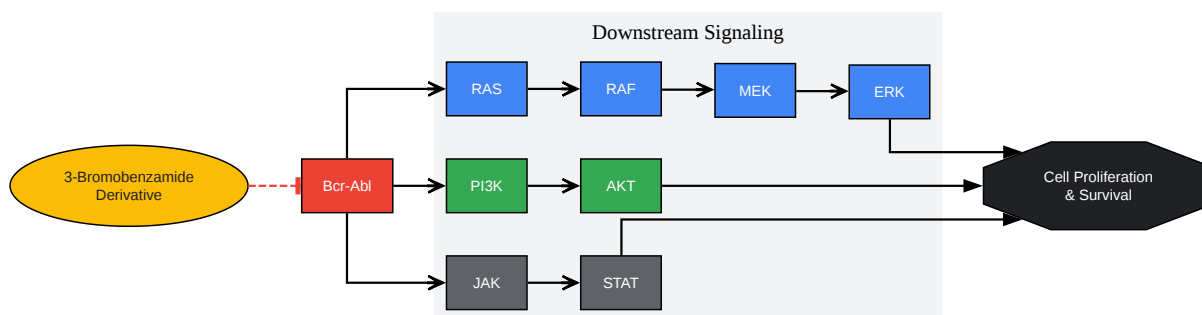 Downstream Signaling
RAS
RAF
MEK
ERK
3-Bromobenzamide
Derivative
Bcr-Abl
PI3K
AKT
Cell Proliferation
& Survival
JAK
STAT